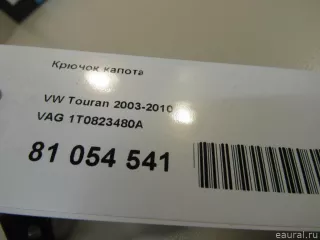 Крючок капота
VW Touran 2003-2010
VAG 1T0823480A
81 054 541
eaural.ru